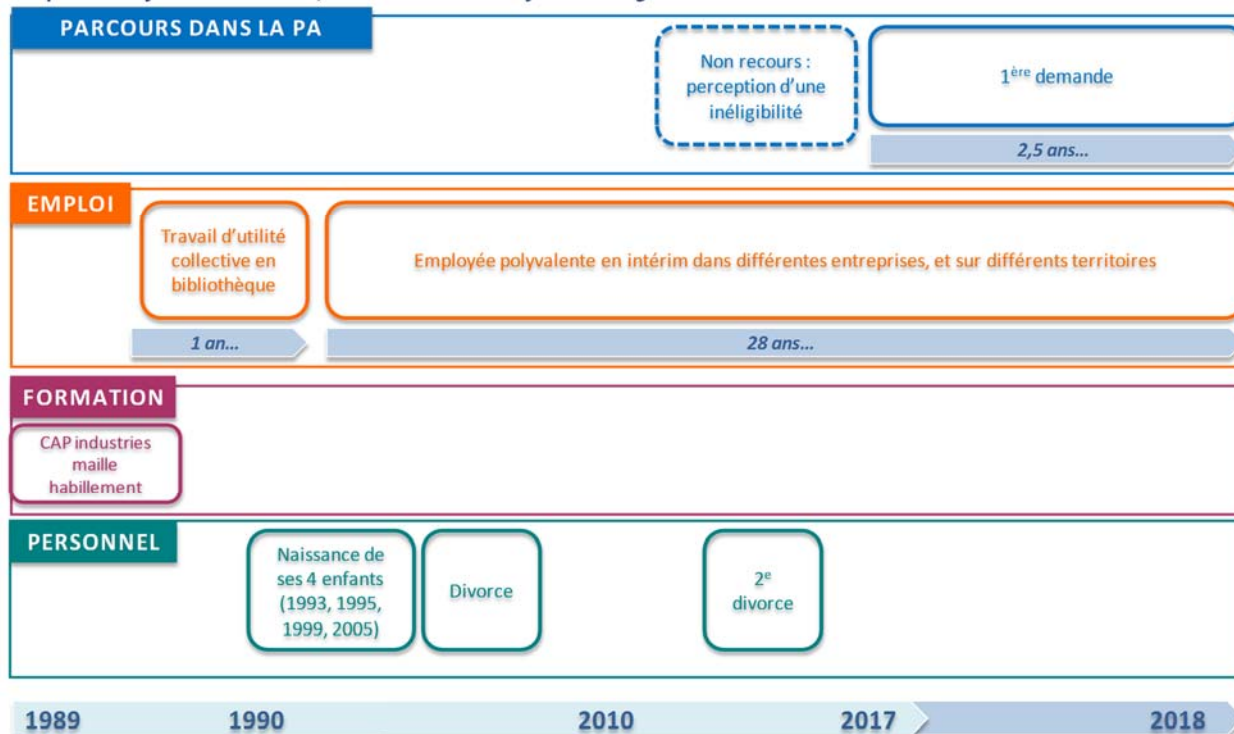 PARCOURS DANS LA PA
Non recours :
perception d'une
inéligibilité
1ère demande
2,5 ans...
EMPLOI
Travail d'utilité
collective en
bibliothèque
Employée polyvalente en intérim dans différentes entreprises, et sur différents territoires
1 an...
28 ans...
FORMATION
CAP industries
maille
habillement
PERSONNEL
Naissance de
ses 4 enfants
(1993, 1995,
1999, 2005)
Divorce
2e
divorce
1989 1990 2010 2017 2018